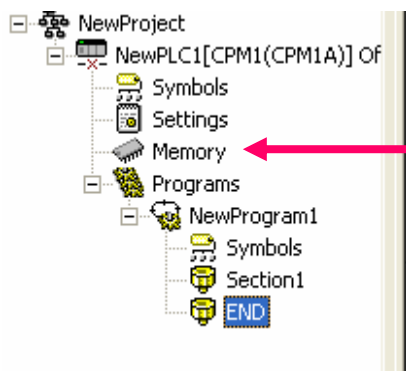 NewProject
NewPLC1[CPM1(CPM1A)] Of
Symbols
Settings
Memory
Programs
NewProgram1
Symbols
Section1
END